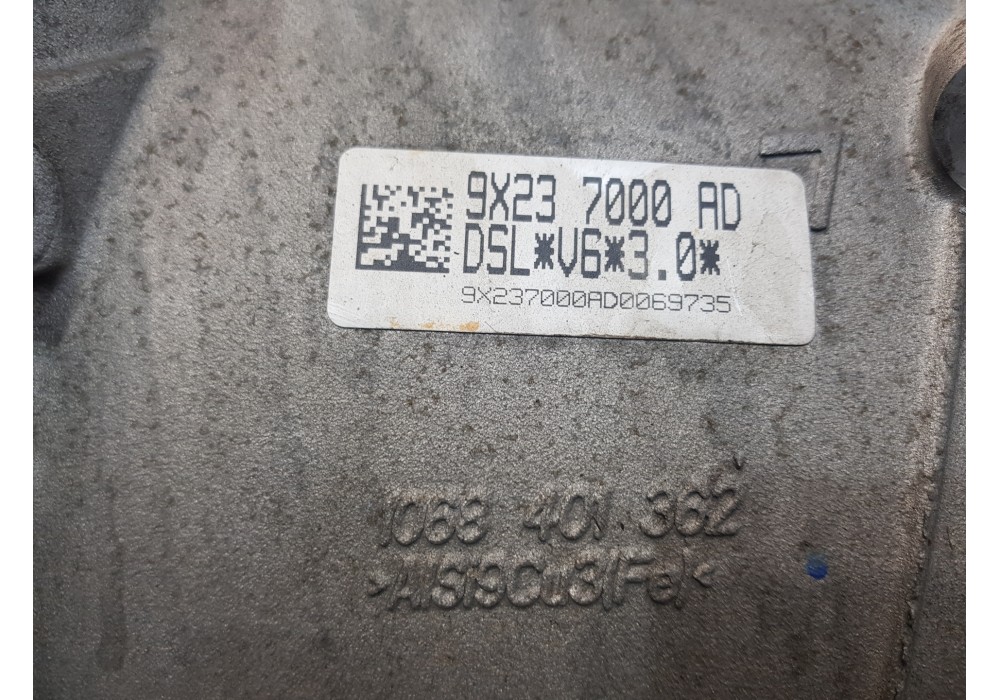 9X23 7000 AD
DSL*V6*3.0*
9X237000AD0069735
1068 401 362
>AlSi9Cu3(Fe)<